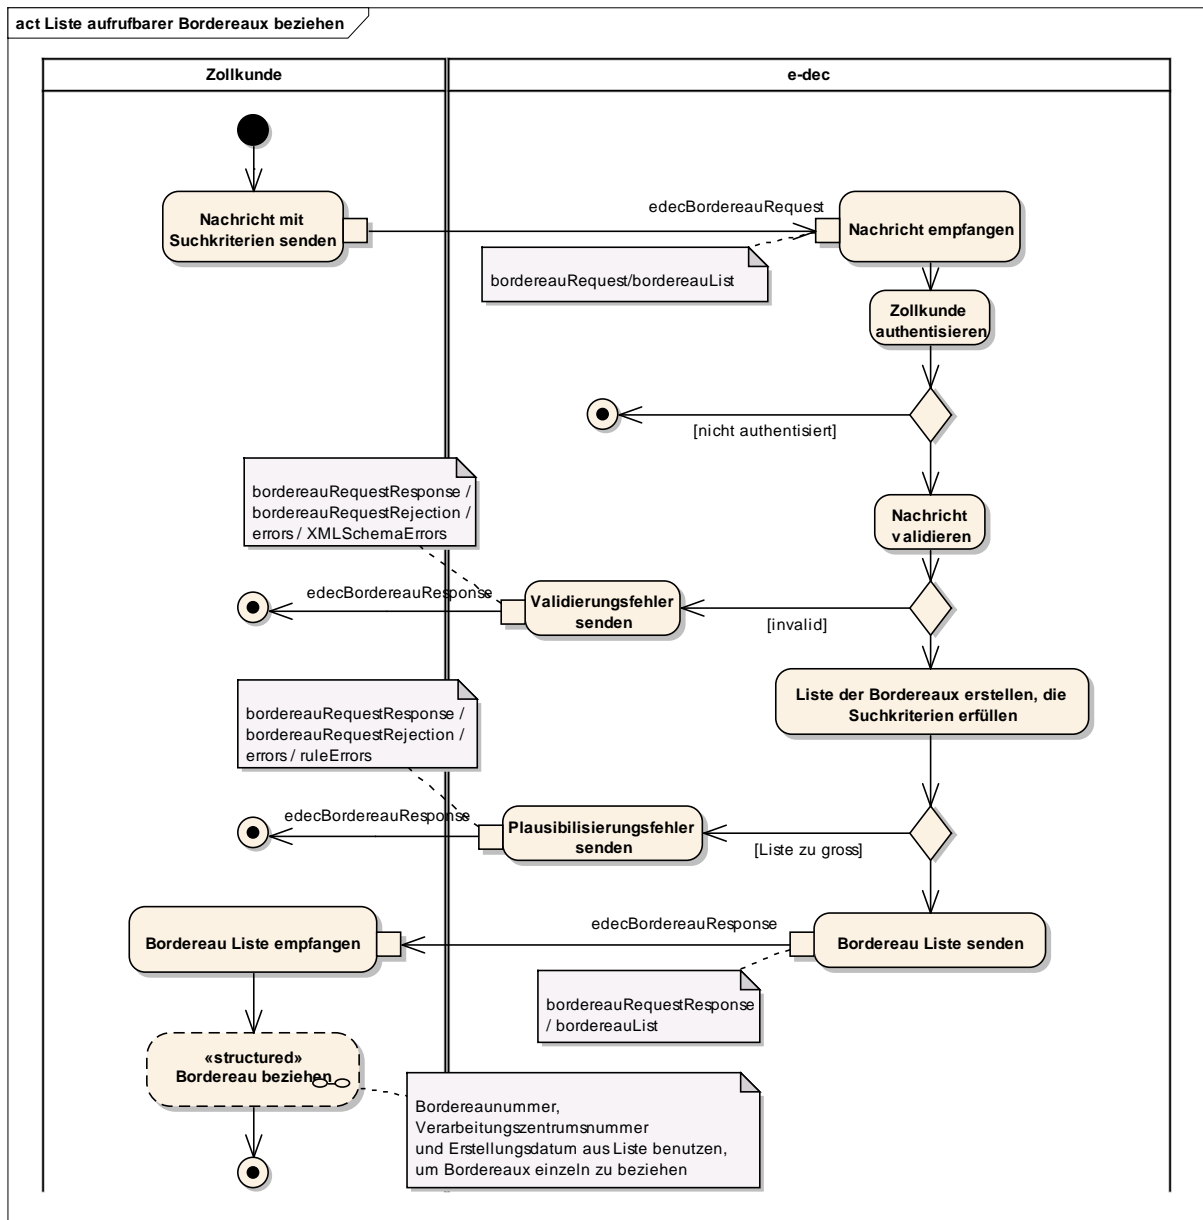 act Liste aufrufbarer Bordereaux beziehen
Zollkunde
e-dec
Nachricht mit
Suchkriterien senden
edecBordereauRequest
Nachricht empfangen
bordereauRequest/bordereauList
Zollkunde
authentisieren
[nicht authentisiert]
bordereauRequestResponse /
bordereauRequestRejection /
errors / XMLSchemaErrors
Nachricht
validieren
edecBordereauResponse
Validierungsfehler
senden
[invalid]
Liste der Bordereaux erstellen, die
Suchkriterien erfüllen
bordereauRequestResponse /
bordereauRequestRejection /
errors / ruleErrors
edecBordereauResponse
Plausibilisierungsfehler
senden
[Liste zu gross]
Bordereau Liste empfangen
edecBordereauResponse
Bordereau Liste senden
bordereauRequestResponse
/ bordereauList
«structured»
Bordereau beziehen
Bordereaunummer,
Verarbeitungszentrumsnummer
und Erstellungsdatum aus Liste benutzen,
um Bordereaux einzeln zu beziehen